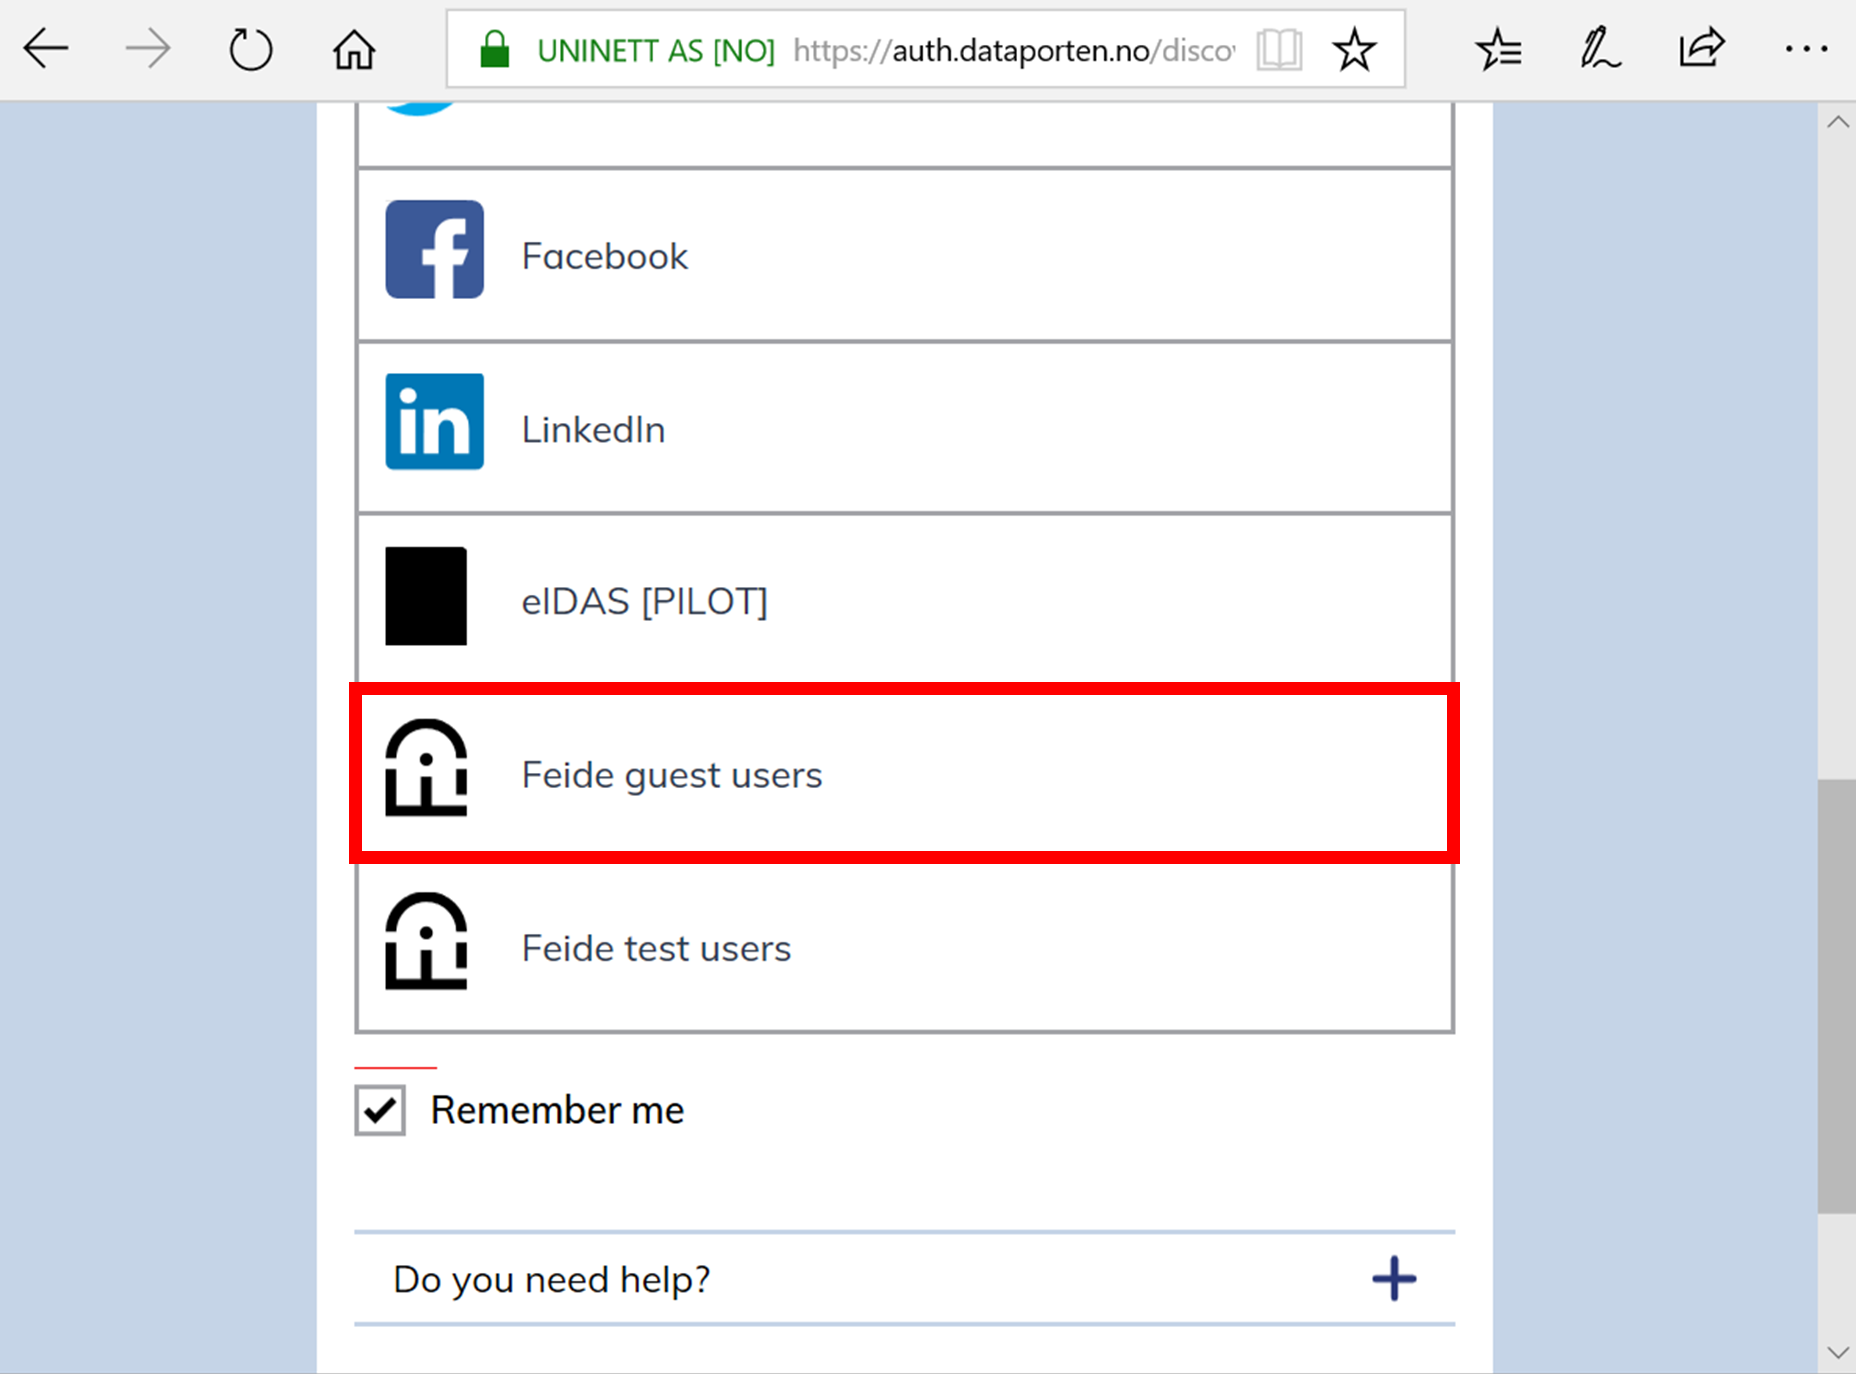 UNINETT AS [NO] https://auth.dataporten.no/disco
Facebook
in LinkedIn
eIDAS [PILOT]
Feide guest users
Feide test users
Remember me
Do you need help?